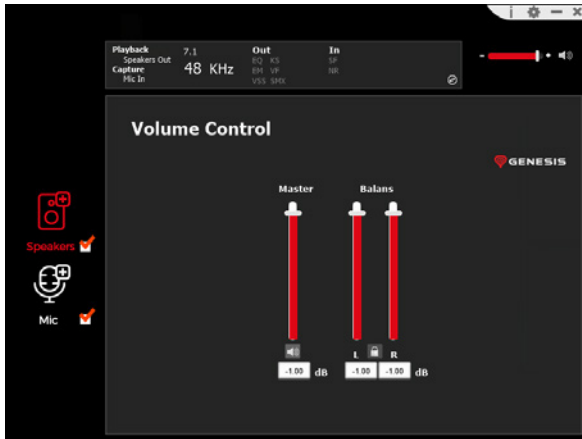 Playback
Speakers Out
Capture
Mic In
7.1
48 KHz
Out
EQ KS
EM VF
VSS SMX
In
SF
NR
Volume Control
GENESIS
Master
Balans
Speakers
Mic
L R
-1.00 dB
-1.00 -1.00 dB